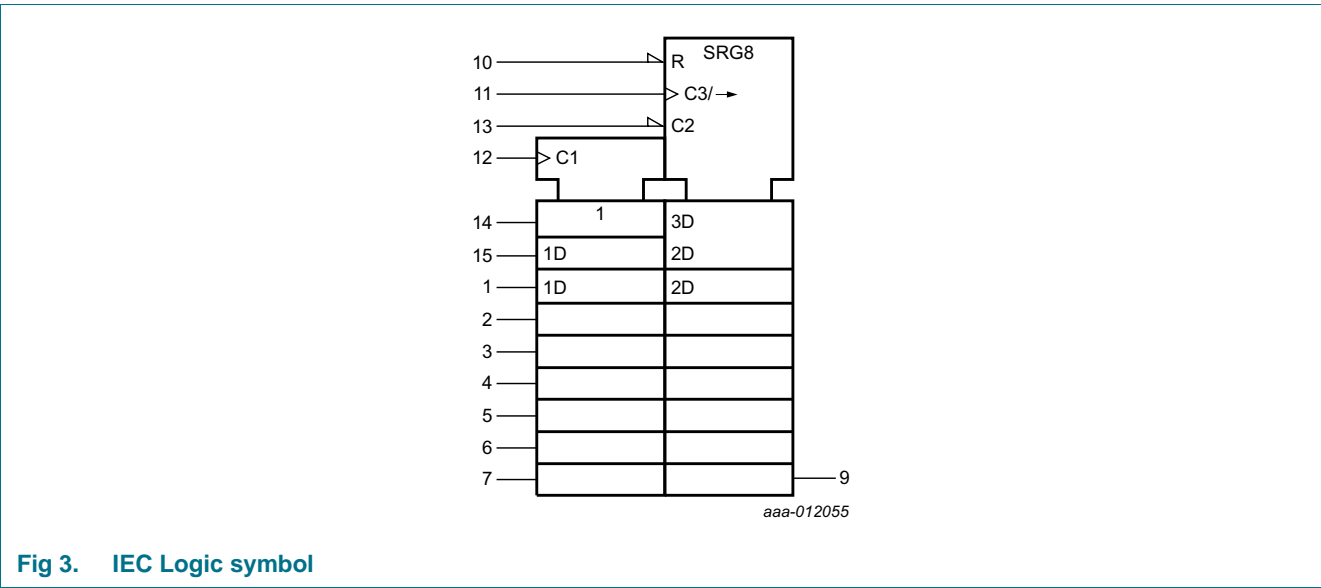 SRG8
10 R
11 C3/
13 C2
12 C1
14 1 3D
15 1D 2D
1 1D 2D
2
3
4
5
6
7 9
aaa-012055
Fig 3. IEC Logic symbol